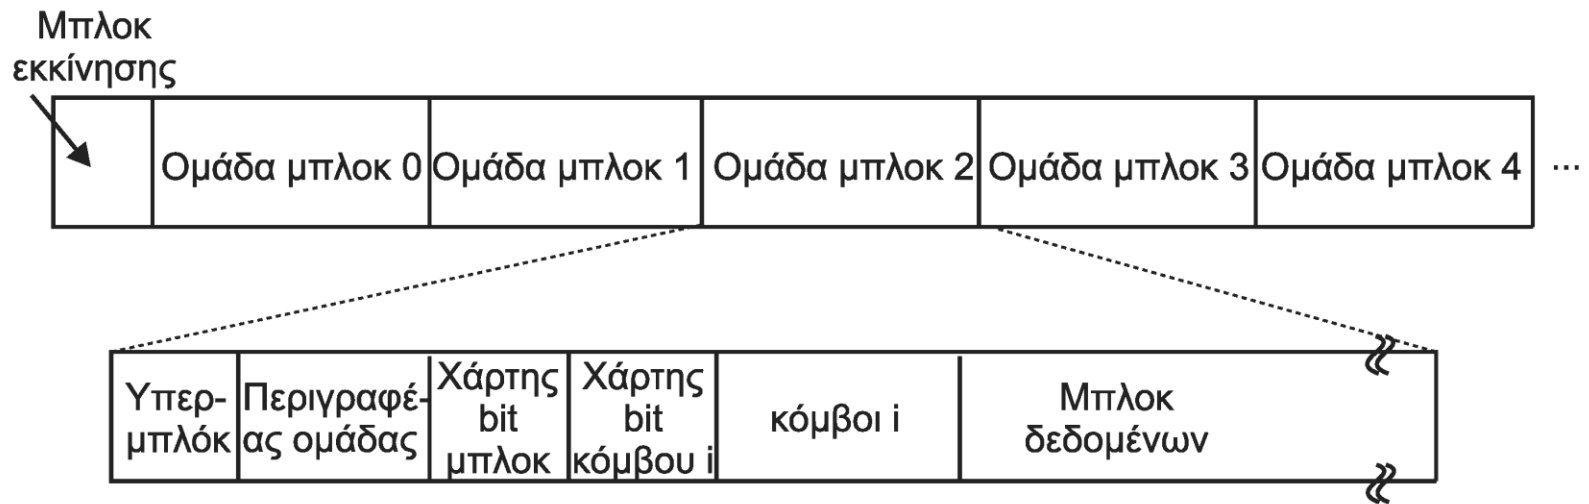 Μπλοκ
εκκίνησης
Ομάδα μπλοκ 0 Ομάδα μπλοκ 1 Ομάδα μπλοκ 2 Ομάδα μπλοκ 3 Ομάδα μπλοκ 4 ...
Υπερ-
μπλόκ
Περιγραφέ-
ας ομάδας
Χάρτης
bit
μπλοκ
Χάρτης
bit
κόμβου i
κόμβοι i
Μπλοκ
δεδομένων